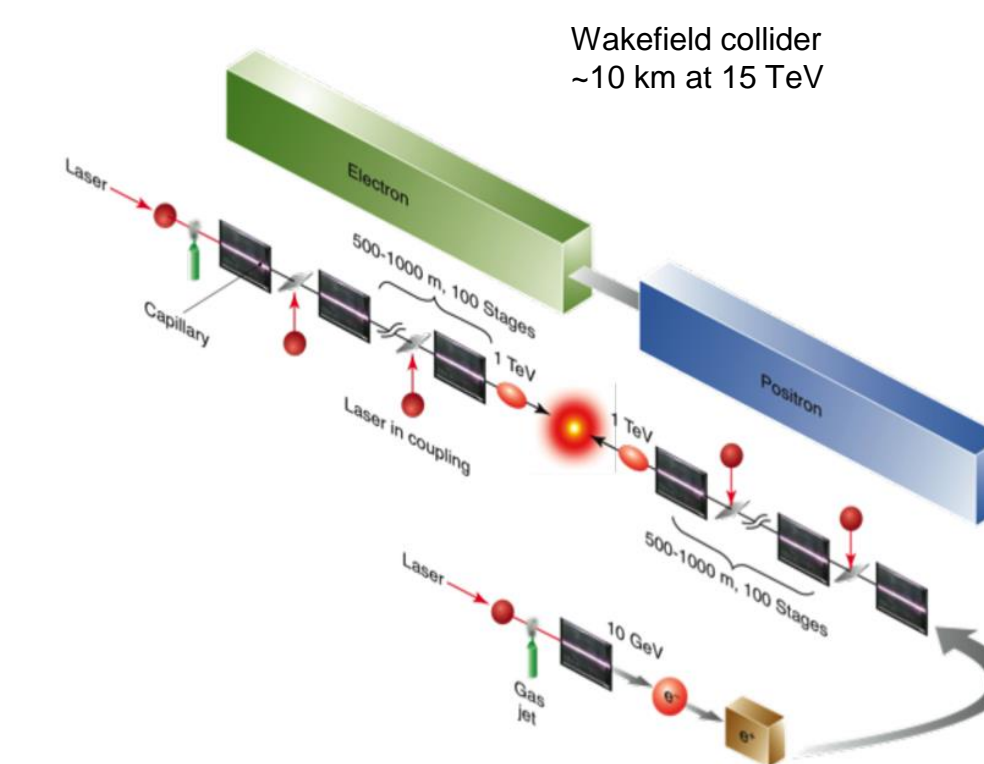 Wakefield collider
~10 km at 15 TeV
Electron
Laser
500-1000 m, 100 Stages
Capillary
1 TeV
Laser in coupling
Positron
1 TeV
500-1000 m, 100 Stages
Laser
10 GeV
Gas
jet
e-
e+